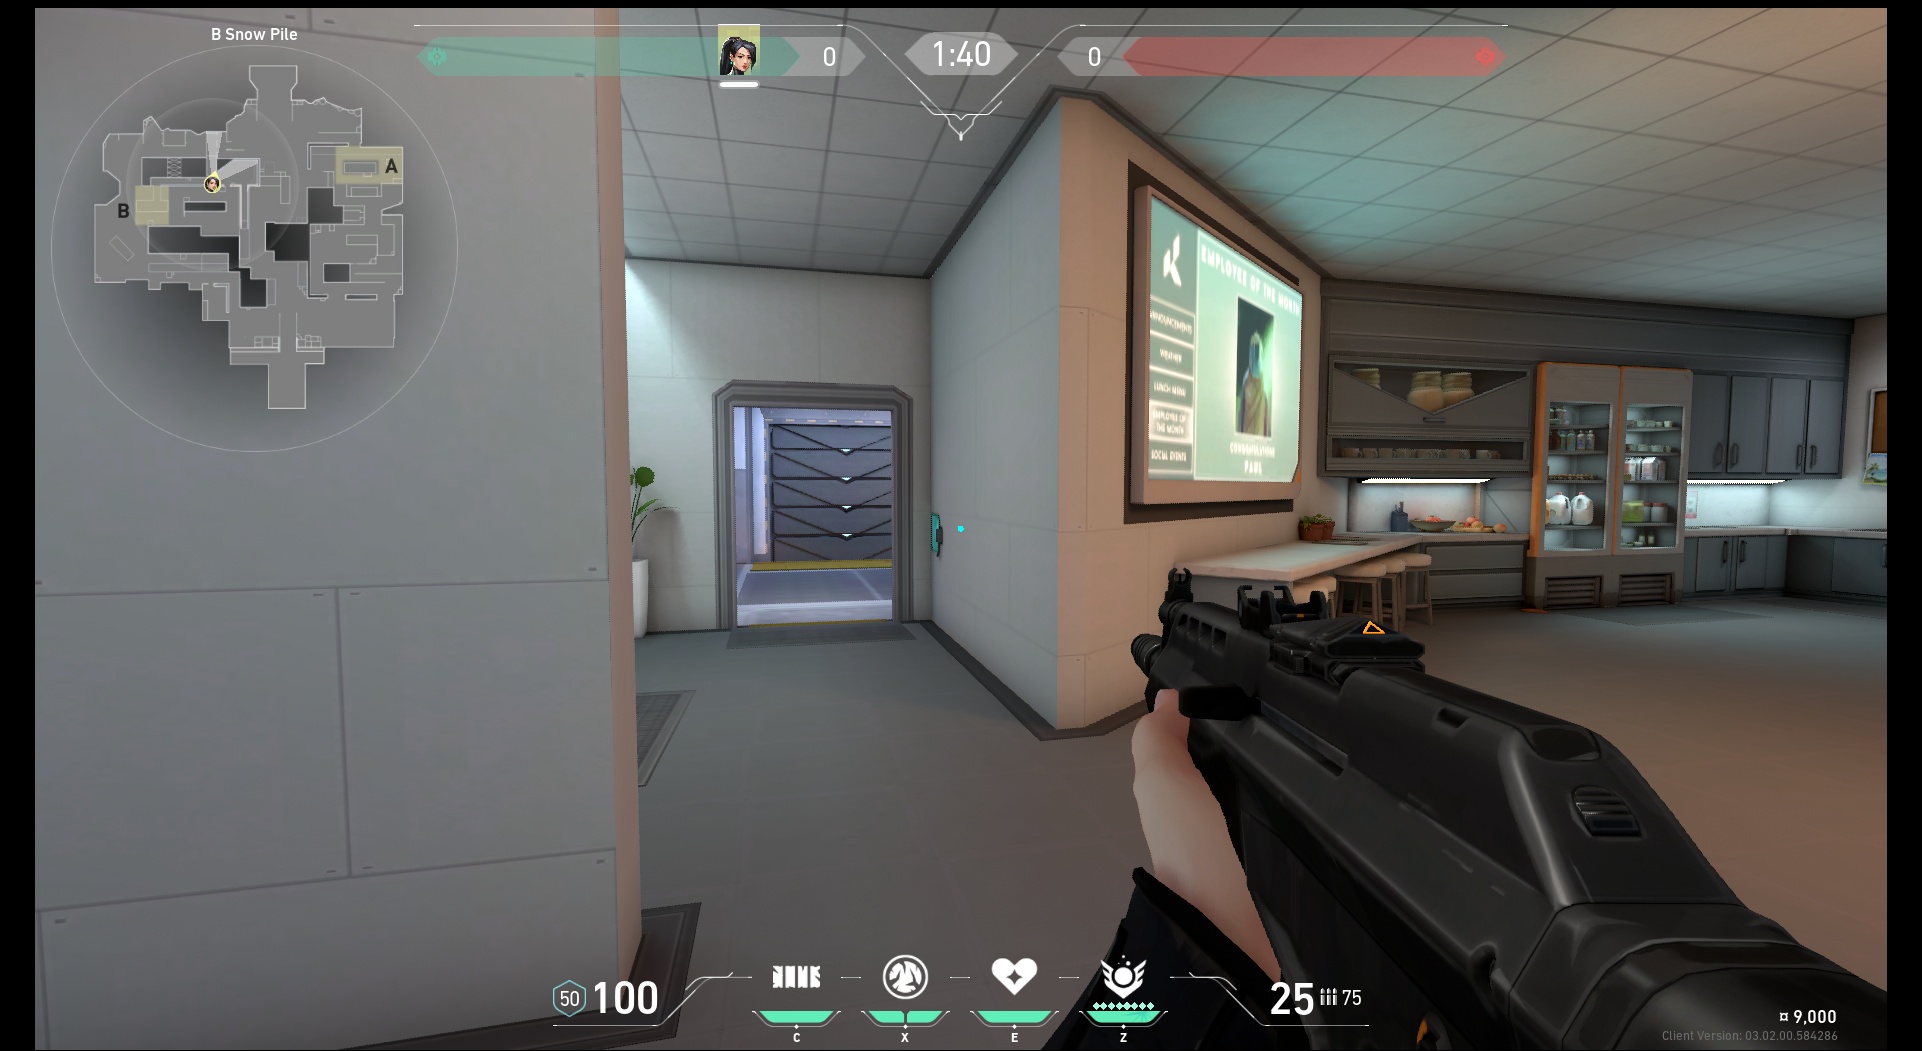 B Snow Pile
0
1:40
0
A
B
EMPLOYEE OF THE MONTH
ANNOUNCEMENTS
WEATHER
LUNCH MENU
EMPLOYEE OF
THE MONTH
SOCIAL EVENTS
CONGRATULATIONS
PAUL
50 100
25 75
C
X
E
Z
¤ 9,000
Client Version: 03.02.00.584286